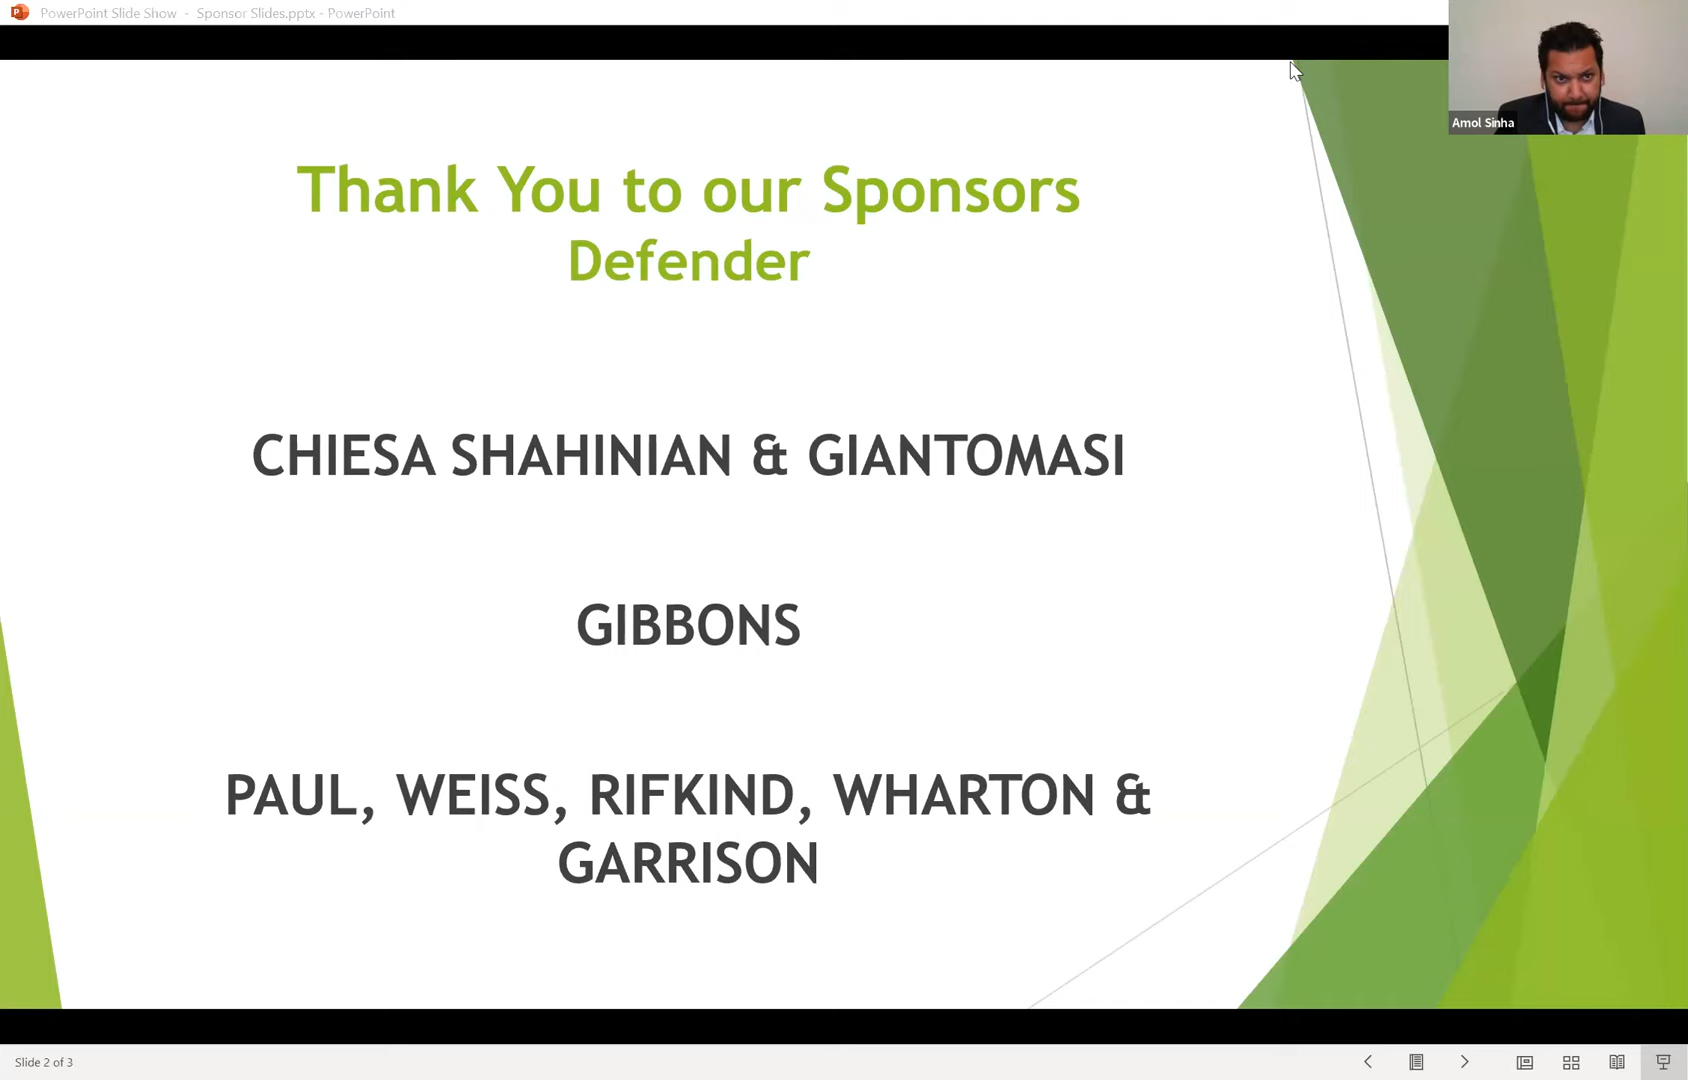 PowerPoint Slide Show - Sponsor Slides.pptx - PowerPoint
Amol Sinha
Thank You to our Sponsors
Defender
CHIESA SHAHINIAN & GIANTOMASI
GIBBONS
PAUL, WEISS, RIFKIND, WHARTON &
GARRISON
Slide 2 of 3